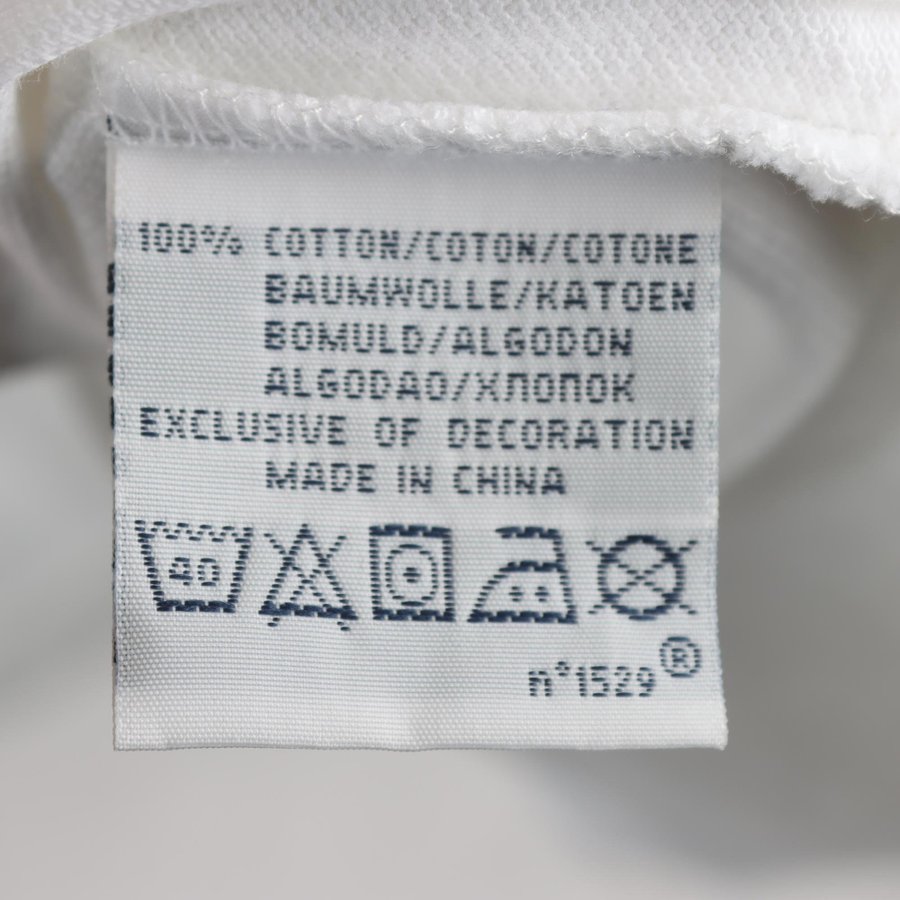 100% COTTON/COTON/COTONE
BAUMWOLLE/KATOEN
BOMULD/ALGODON
ALGODAO/ХЛОПОК
EXCLUSIVE OF DECORATION
MADE IN CHINA
40
n°1529®